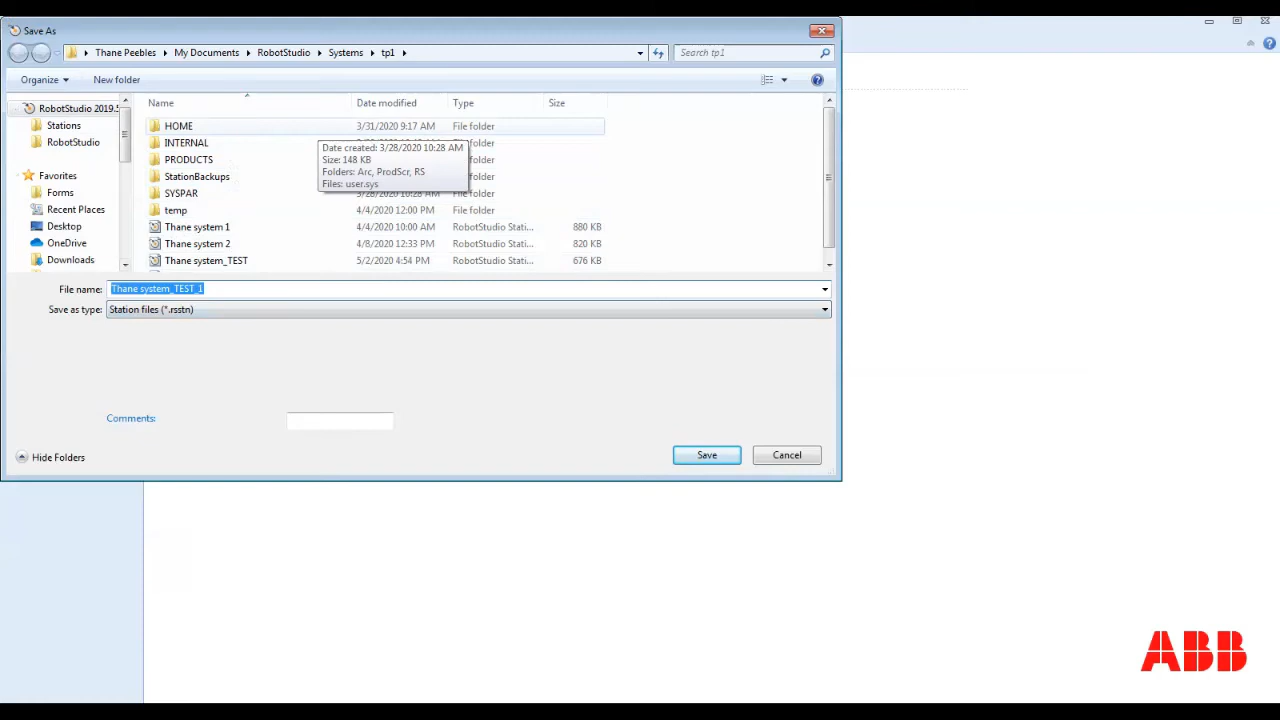 Save As
Thane Peebles My Documents RobotStudio Systems tp1
Search tp1
Organize New folder
Name Date modified Type Size
RobotStudio 2019.5
Stations
RobotStudio
Favorites
Forms
Recent Places
Desktop
OneDrive
Downloads
HOME 3/31/2020 9:17 AM File folder
INTERNAL File folder
PRODUCTS File folder
StationBackups File folder
SYSPAR 3/28/2020 10:28 AM File folder
temp 4/4/2020 12:00 PM File folder
Thane system 1 4/4/2020 10:00 AM RobotStudio Stati... 880 KB
Thane system 2 4/8/2020 12:33 PM RobotStudio Stati... 820 KB
Thane system_TEST 5/2/2020 4:54 PM RobotStudio Stati... 676 KB
Date created: 3/28/2020 10:28 AM
Size: 148 KB
Folders: Arc, ProdScr, RS
Files: user.sys
File name: Thane system_TEST_1
Save as type: Station files (*.rsstn)
Comments:
Hide Folders
Save Cancel
ABB